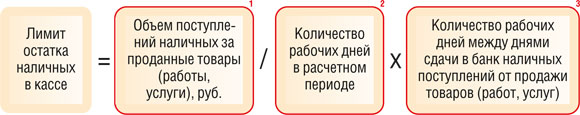 Лимит
остатка
наличных
в кассе
=
1
Объем поступле-
ний наличных за
проданные товары
(работы,
услуги), руб.
/
2
Количество
рабочих дней
в расчетном
периоде
X
3
Количество рабочих
дней между днями
сдачи в банк наличных
поступлений от продажи
товаров (работ, услуг)